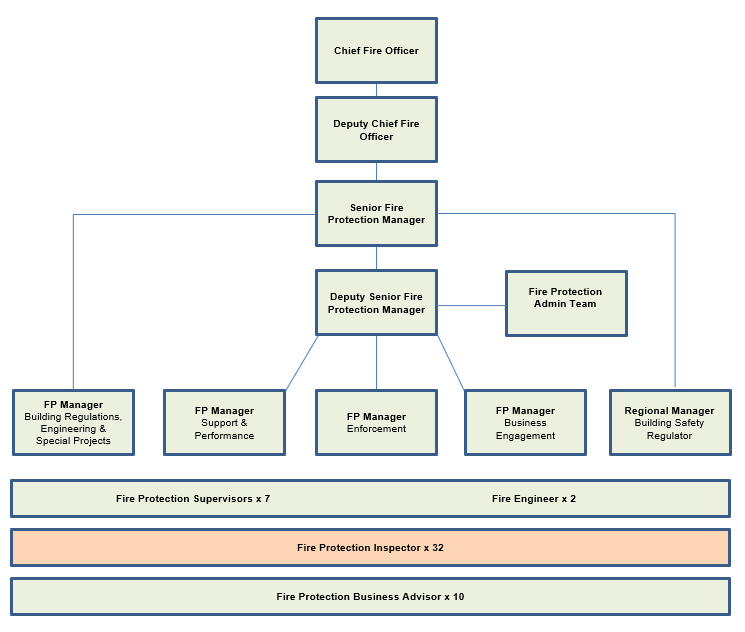 Chief Fire Officer
Deputy Chief Fire
Officer
Senior Fire
Protection Manager
Deputy Senior Fire
Protection Manager
Fire Protection
Admin Team
FP Manager
Building Regulations,
Engineering &
Special Projects
FP Manager
Support &
Performance
FP Manager
Enforcement
FP Manager
Business
Engagement
Regional Manager
Building Safety
Regulator
Fire Protection Supervisors x 7
Fire Engineer x 2
Fire Protection Inspector x 32
Fire Protection Business Advisor x 10